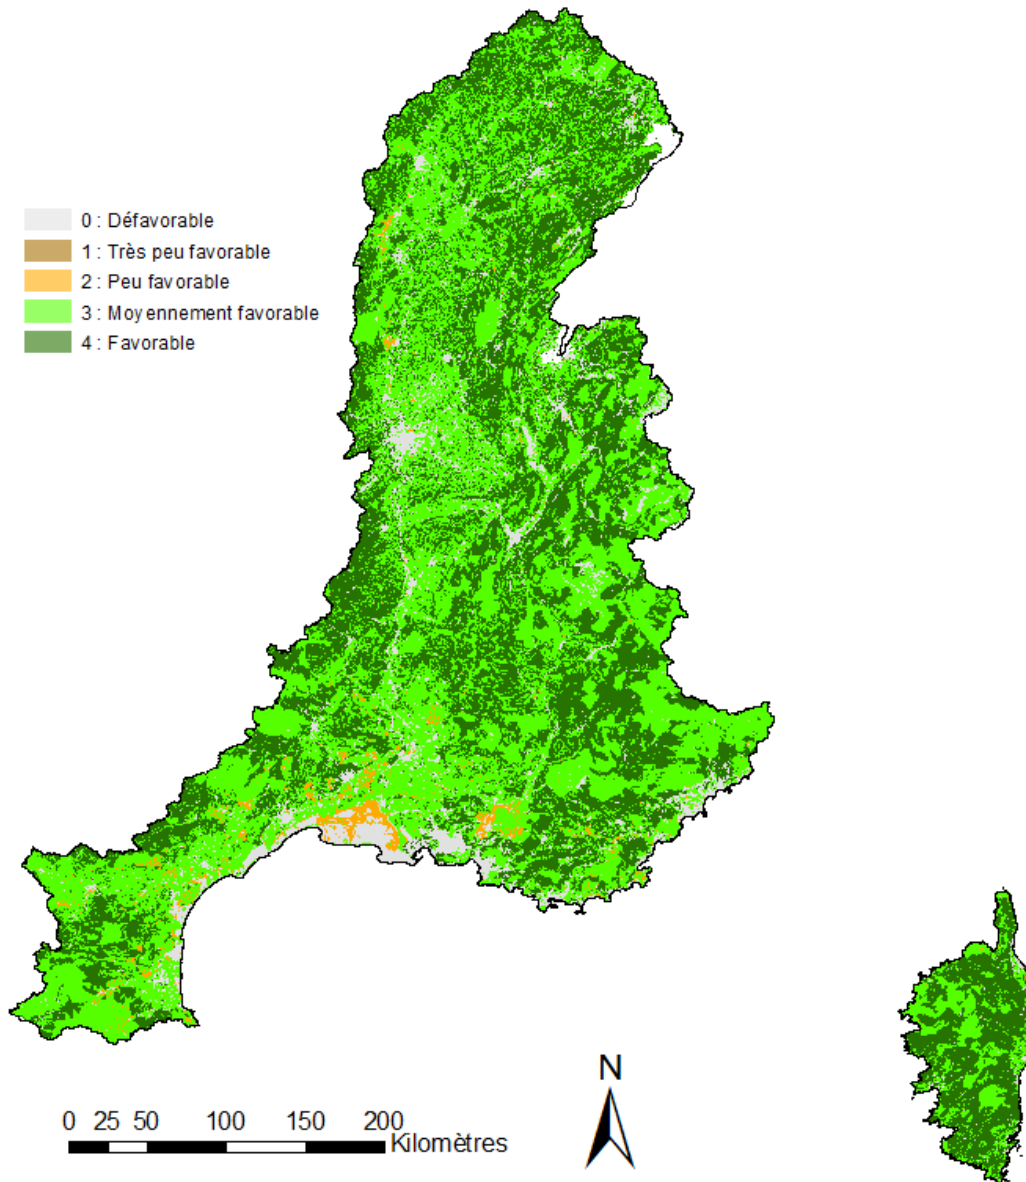 0 : Défavorable
1 : Très peu favorable
2 : Peu favorable
3 : Moyennement favorable
4 : Favorable
N
0 25 50 100 150 200
Kilomètres